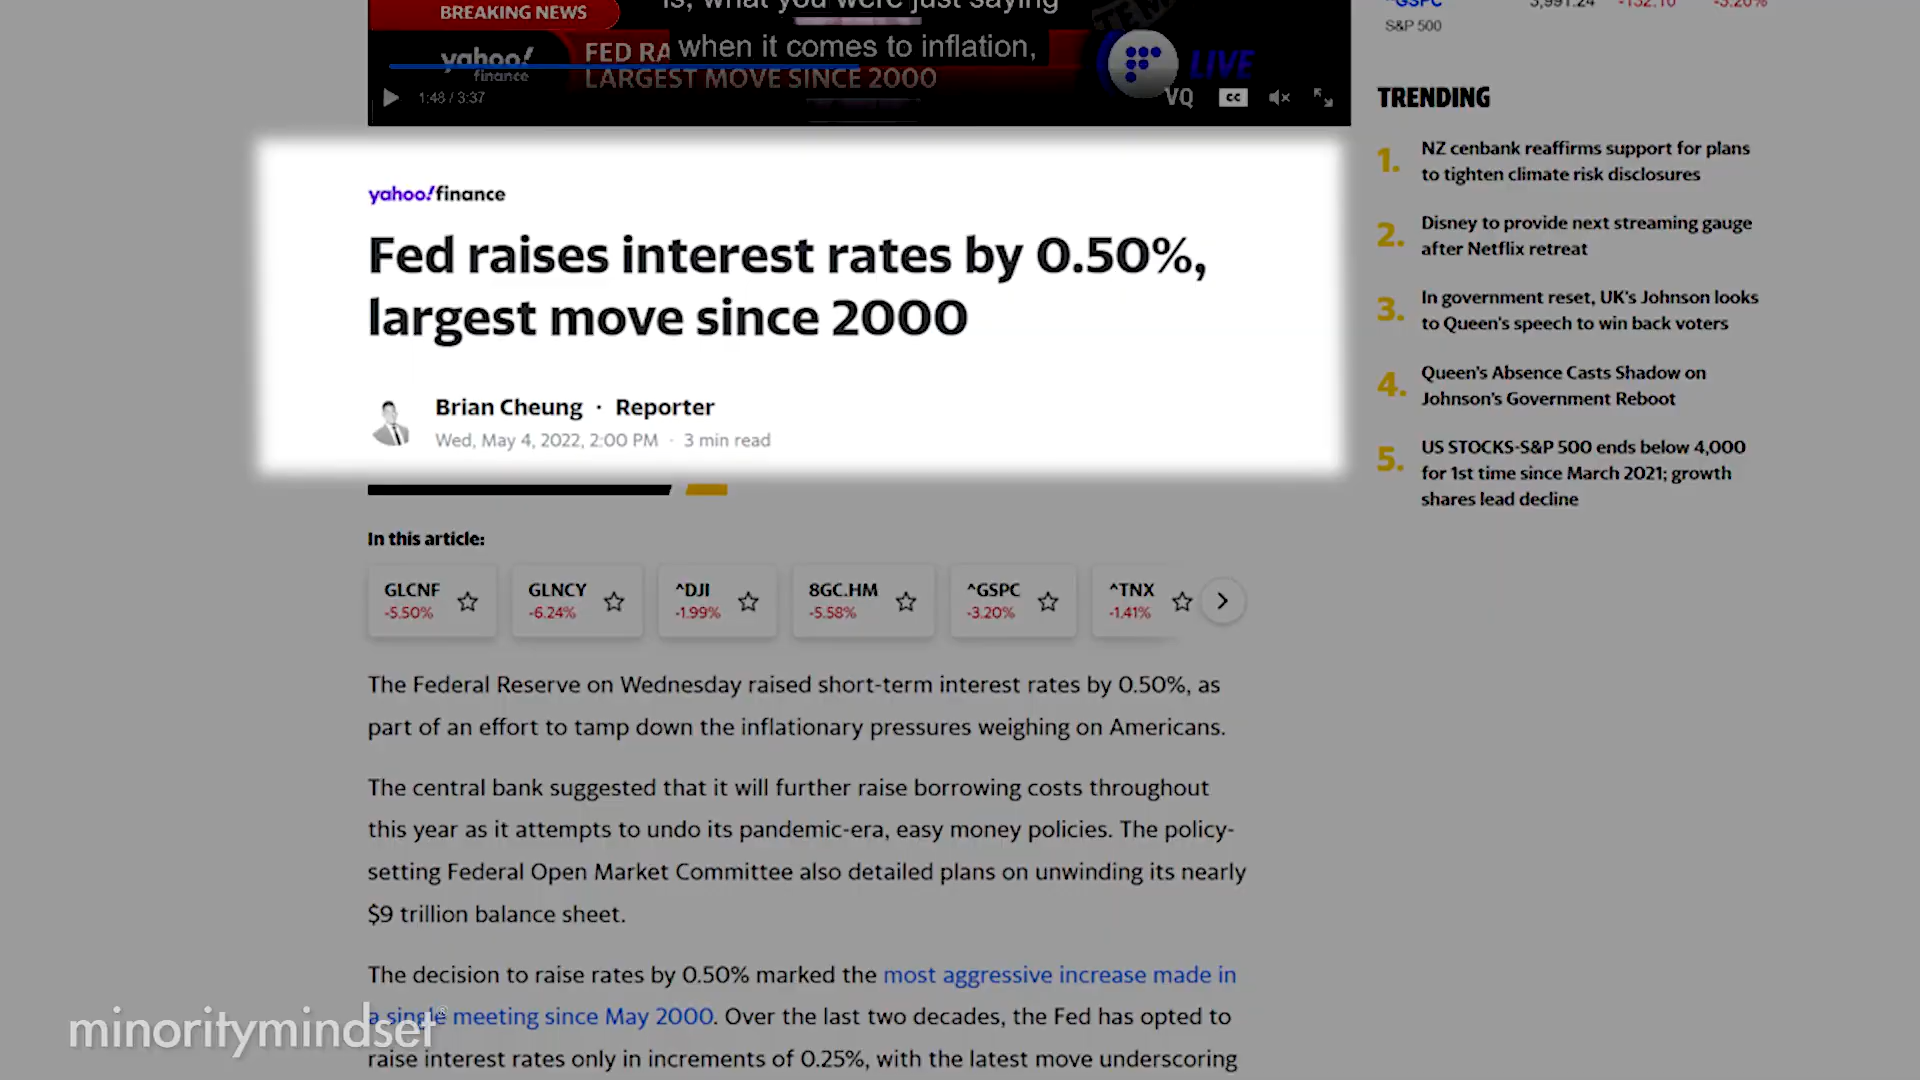 BREAKING NEWS
is, what you were just saying
when it comes to inflation,
yahoo!
finance
FED RA
LARGEST MOVE SINCE 2000
LIVE
1:48 / 3:37
VQ
CC
^GSPC
S&P 500
3,991.24
-132.10
-3.20%
yahoo!finance
Fed raises interest rates by 0.50%,
largest move since 2000
Brian Cheung · Reporter
Wed, May 4, 2022, 2:00 PM · 3 min read
In this article:
GLCNF
-5.50%
GLNCY
-6.24%
^DJI
-1.99%
8GC.HM
-5.58%
^GSPC
-3.20%
^TNX
-1.41%
The Federal Reserve on Wednesday raised short-term interest rates by 0.50%, as
part of an effort to tamp down the inflationary pressures weighing on Americans.
The central bank suggested that it will further raise borrowing costs throughout
this year as it attempts to undo its pandemic-era, easy money policies. The policy-
setting Federal Open Market Committee also detailed plans on unwinding its nearly
$9 trillion balance sheet.
The decision to raise rates by 0.50% marked the most aggressive increase made in
a single meeting since May 2000. Over the last two decades, the Fed has opted to
raise interest rates only in increments of 0.25%, with the latest move underscoring
TRENDING
1. NZ cenbank reaffirms support for plans
to tighten climate risk disclosures
2. Disney to provide next streaming gauge
after Netflix retreat
3. In government reset, UK's Johnson looks
to Queen's speech to win back voters
4. Queen's Absence Casts Shadow on
Johnson's Government Reboot
5. US STOCKS-S&P 500 ends below 4,000
for 1st time since March 2021; growth
shares lead decline
minoritymindset